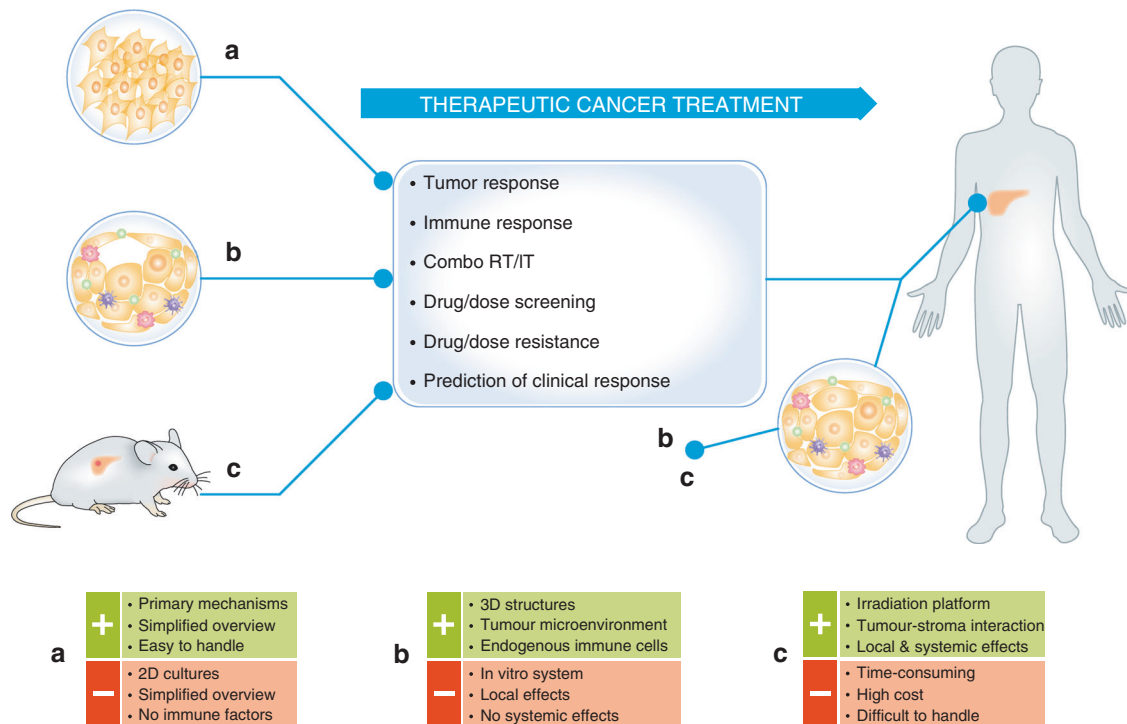 a
THERAPEUTIC CANCER TREATMENT
• Tumor response
• Immune response
b
• Combo RT/IT
• Drug/dose screening
• Drug/dose resistance
• Prediction of clinical response
b
c
c
a
+
• Primary mechanisms
• Simplified overview
• Easy to handle
−
• 2D cultures
• Simplified overview
• No immune factors
b
+
• 3D structures
• Tumour microenvironment
• Endogenous immune cells
−
• In vitro system
• Local effects
• No systemic effects
c
+
• Irradiation platform
• Tumour-stroma interaction
• Local & systemic effects
−
• Time-consuming
• High cost
• Difficult to handle